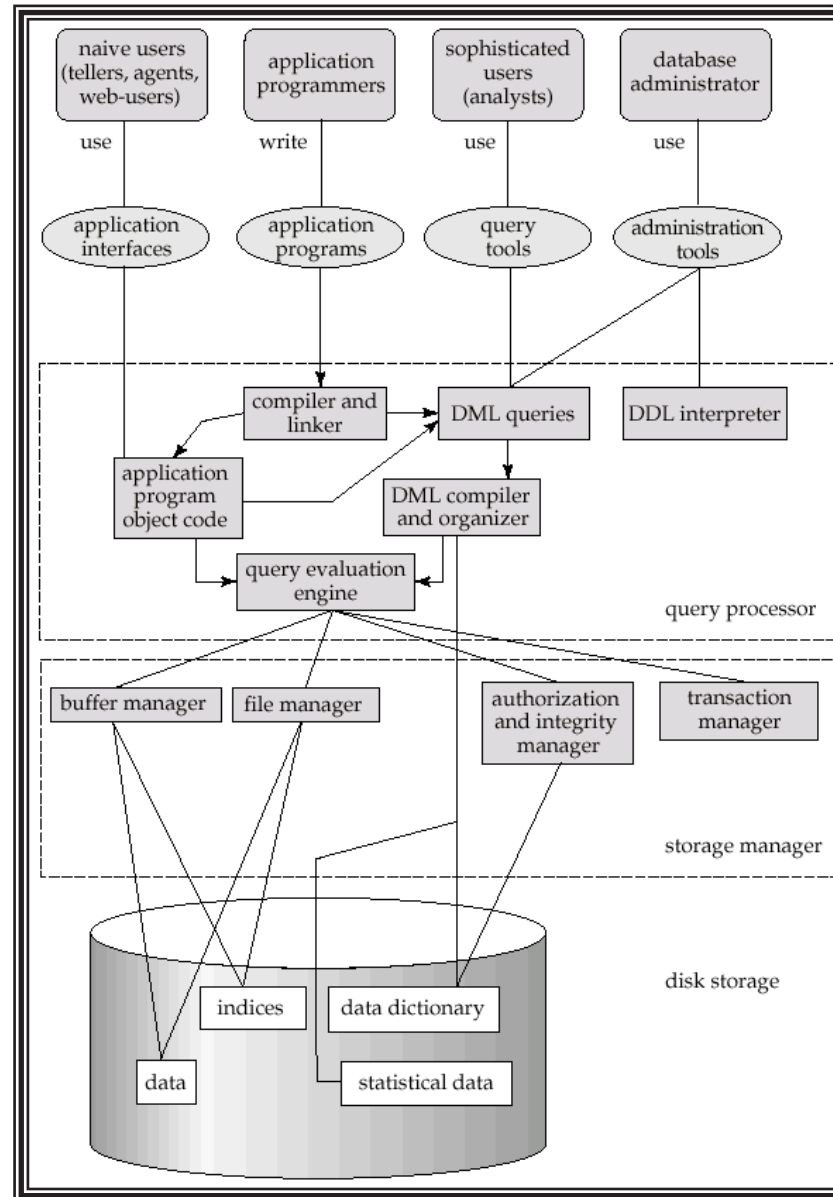 naive users
(tellers, agents,
web-users)
application
programmers
sophisticated
users
(analysts)
database
administrator
use
write
use
use
application
interfaces
application
programs
query
tools
administration
tools
compiler and
linker
DML queries
DDL interpreter
application
program
object code
DML compiler
and organizer
query evaluation
engine
query processor
buffer manager
file manager
authorization
and integrity
manager
transaction
manager
storage manager
disk storage
indices
data dictionary
data
statistical data